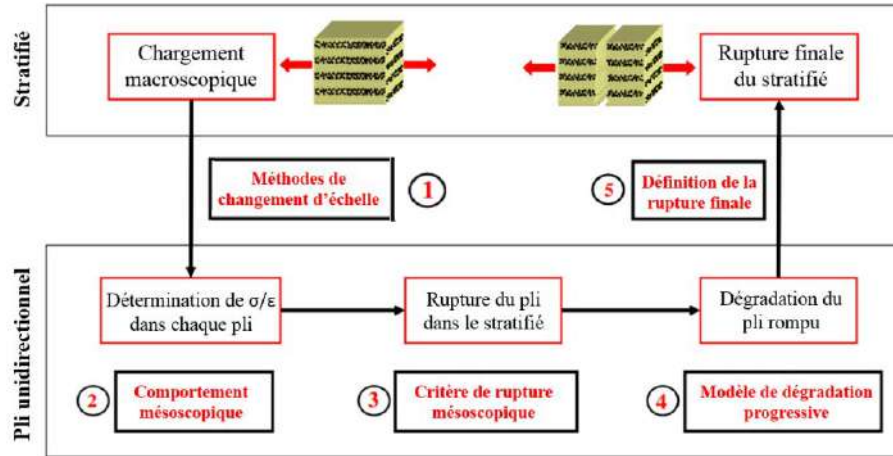 Stratifié
Chargement
macroscopique
Rupture finale
du stratifié
Méthodes de
changement d'échelle
1
5
Définition de la
rupture finale
Pli unidirectionnel
Détermination de σ/ε
dans chaque pli
Rupture du pli
dans le stratifié
Dégradation du
pli rompu
2
Comportement
mésoscopique
3
Critère de rupture
mésoscopique
4
Modèle de dégradation
progressive